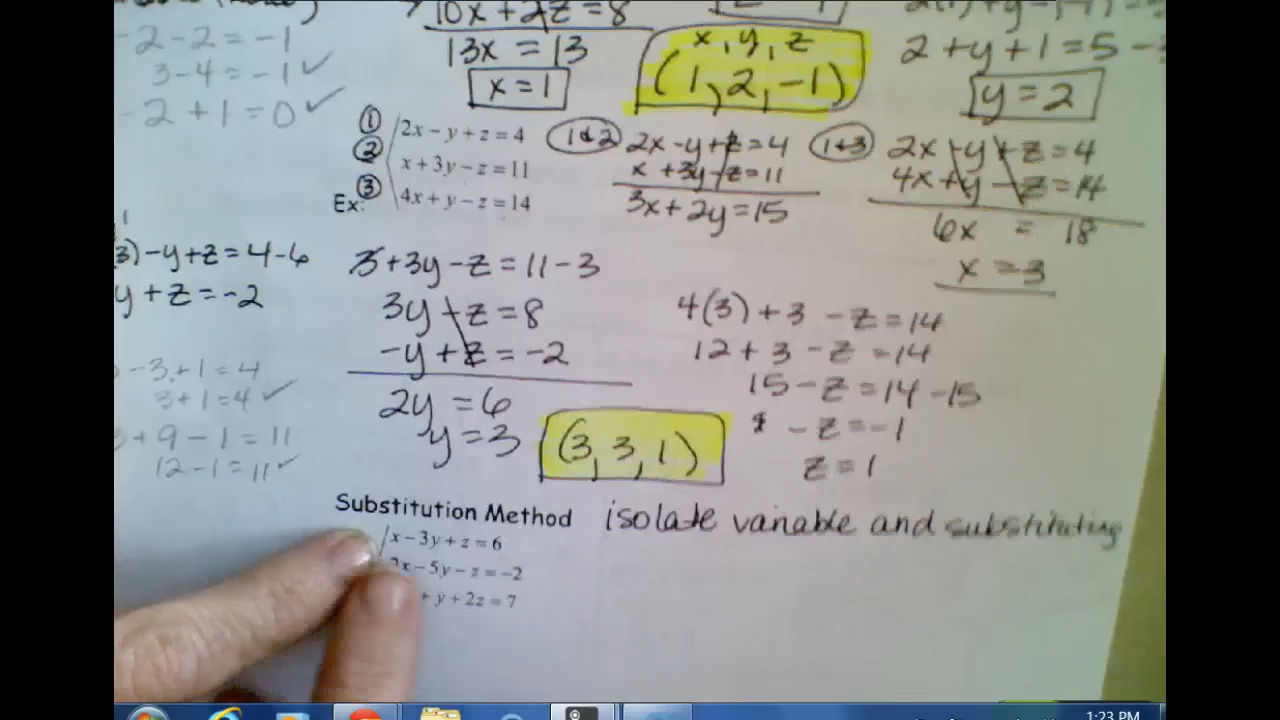 10x + 2z = 8
-2 - 2 = -1
3 - 4 = -1 ✓
-2 + 1 = 0 ✓
13x = 13
x = 1
x, y, z
(1, 2, -1)
2 + y + 1 = 5 -
y = 2
① 2x - y + z = 4
② x + 3y - z = 11
③ 4x + y - z = 14
Ex:
1 & 2
2x - y + z = 4
x + 3y - z = 11
3x + 2y = 15
1 + 3
2x - y + z = 4
4x + y - z = 14
6x = 18
x = 3
3) - y + z = 4 - 6
y + z = -2
3 + 3y - z = 11 - 3
3y - z = 8
-y + z = -2
2y = 6
y = 3
(3, 3, 1)
4(3) + 3 - z = 14
12 + 3 - z = 14
15 - z = 14 - 15
- z = -1
z = 1
- 3 + 1 = 4
3 + 1 = 4 ✓
3 + 9 - 1 = 11
12 - 1 = 11 ✓
Substitution Method isolate variable and substituting
x - 3y + z = 6
2x - 5y - z = -2
+ y + 2z = 7
1:23 PM